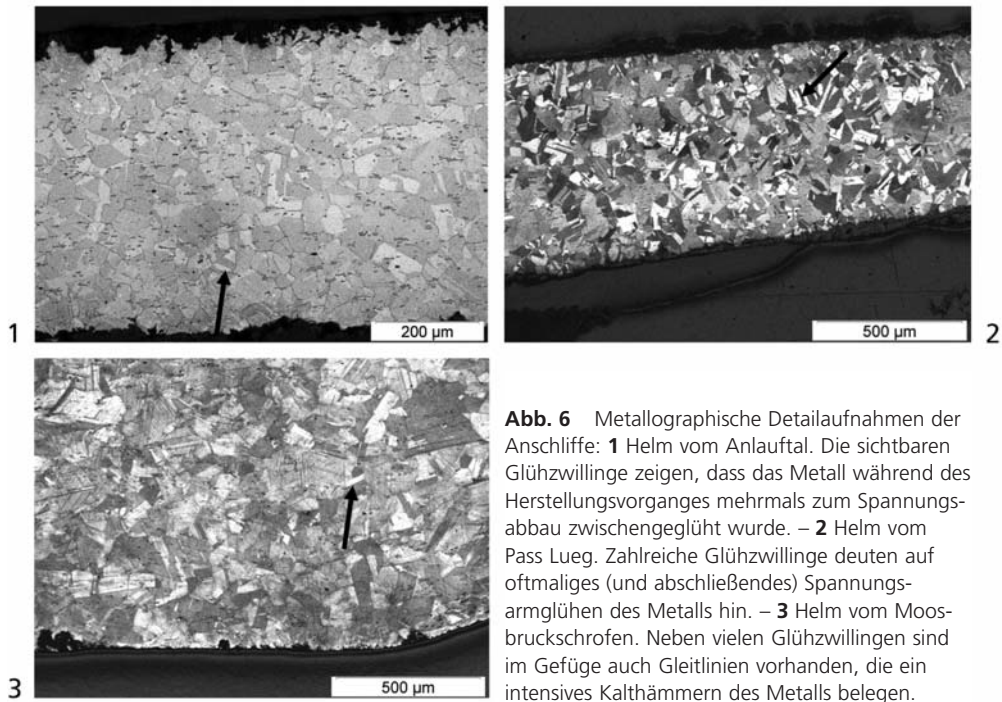 1
200 µm
500 µm
2
3
500 µm
Abb. 6 Metallographische Detailaufnahmen der
Anschliffe: 1 Helm vom Anlauftal. Die sichtbaren
Glühzwillinge zeigen, dass das Metall während des
Herstellungsvorganges mehrmals zum Spannungs-
abbau zwischengeglüht wurde. – 2 Helm vom
Pass Lueg. Zahlreiche Glühzwillinge deuten auf
oftmaliges (und abschließendes) Spannungs-
armglühen des Metalls hin. – 3 Helm vom Moos-
bruckschrofen. Neben vielen Glühzwillingen sind
im Gefüge auch Gleitlinien vorhanden, die ein
intensives Kalthämmern des Metalls belegen.